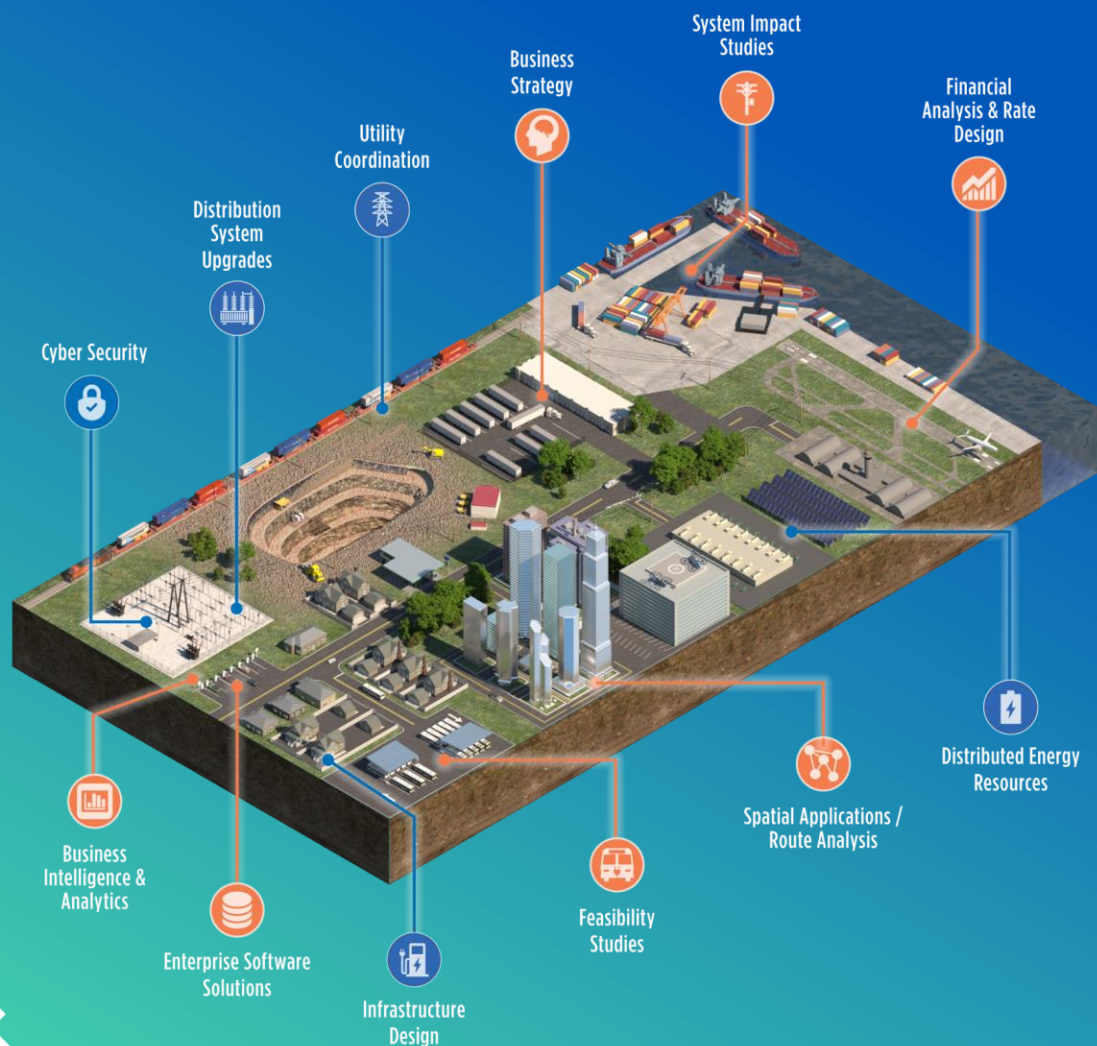 System Impact
Studies
Business
Strategy
Financial
Analysis & Rate
Design
Utility
Coordination
Distribution
System
Upgrades
Cyber Security
Distributed Energy
Resources
Spatial Applications /
Route Analysis
Business
Intelligence &
Analytics
Feasibility
Studies
Enterprise Software
Solutions
Infrastructure
Design